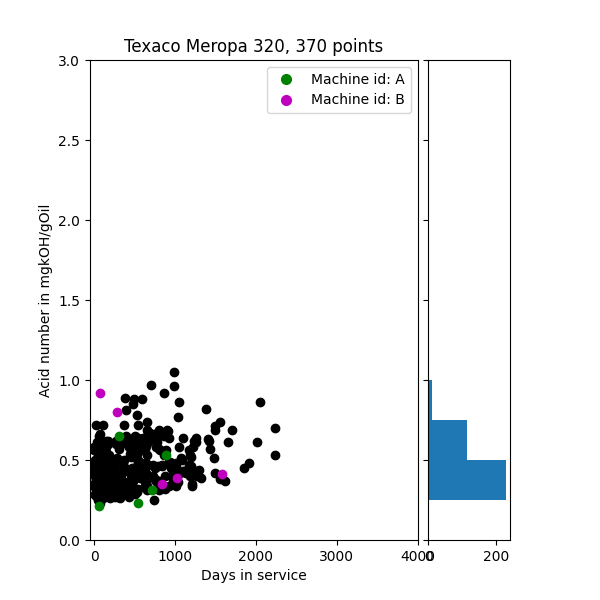 Texaco Meropa 320, 370 points
Machine id: A
Machine id: B
Acid number in mgkOH/gOil
3.0
2.5
2.0
1.5
1.0
0.5
0.0
0 1000 2000 3000 4000
0 200
Days in service